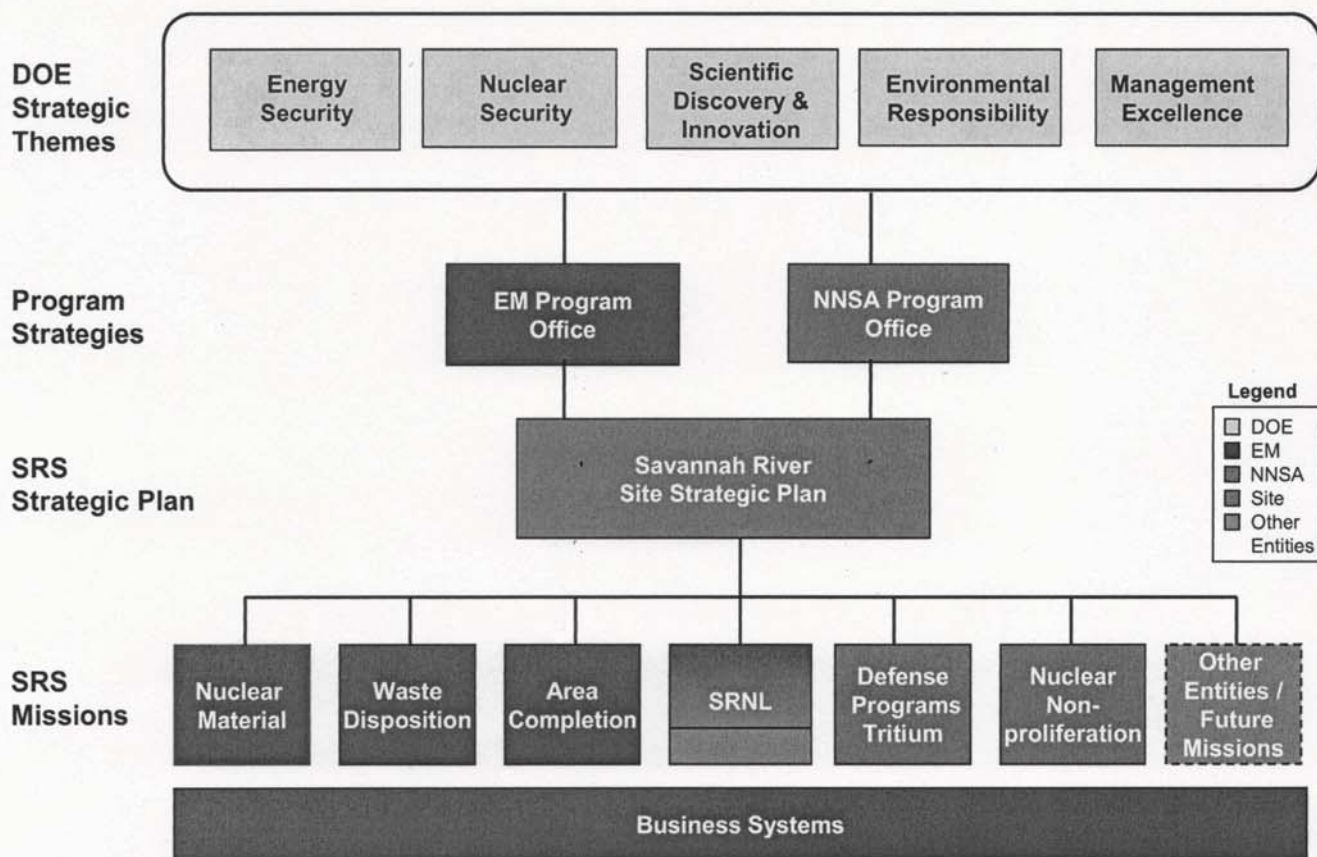 DOE
Strategic
Themes
Energy
Security
Nuclear
Security
Scientific
Discovery &
Innovation
Environmental
Responsibility
Management
Excellence
Program
Strategies
EM Program
Office
NNSA Program
Office
SRS
Strategic Plan
Savannah River
Site Strategic Plan
Legend
DOE
EM
NNSA
Site
Other
Entities
SRS
Missions
Nuclear
Material
Waste
Disposition
Area
Completion
SRNL
Defense
Programs
Tritium
Nuclear
Non-
proliferation
Other
Entities /
Future
Missions
Business Systems